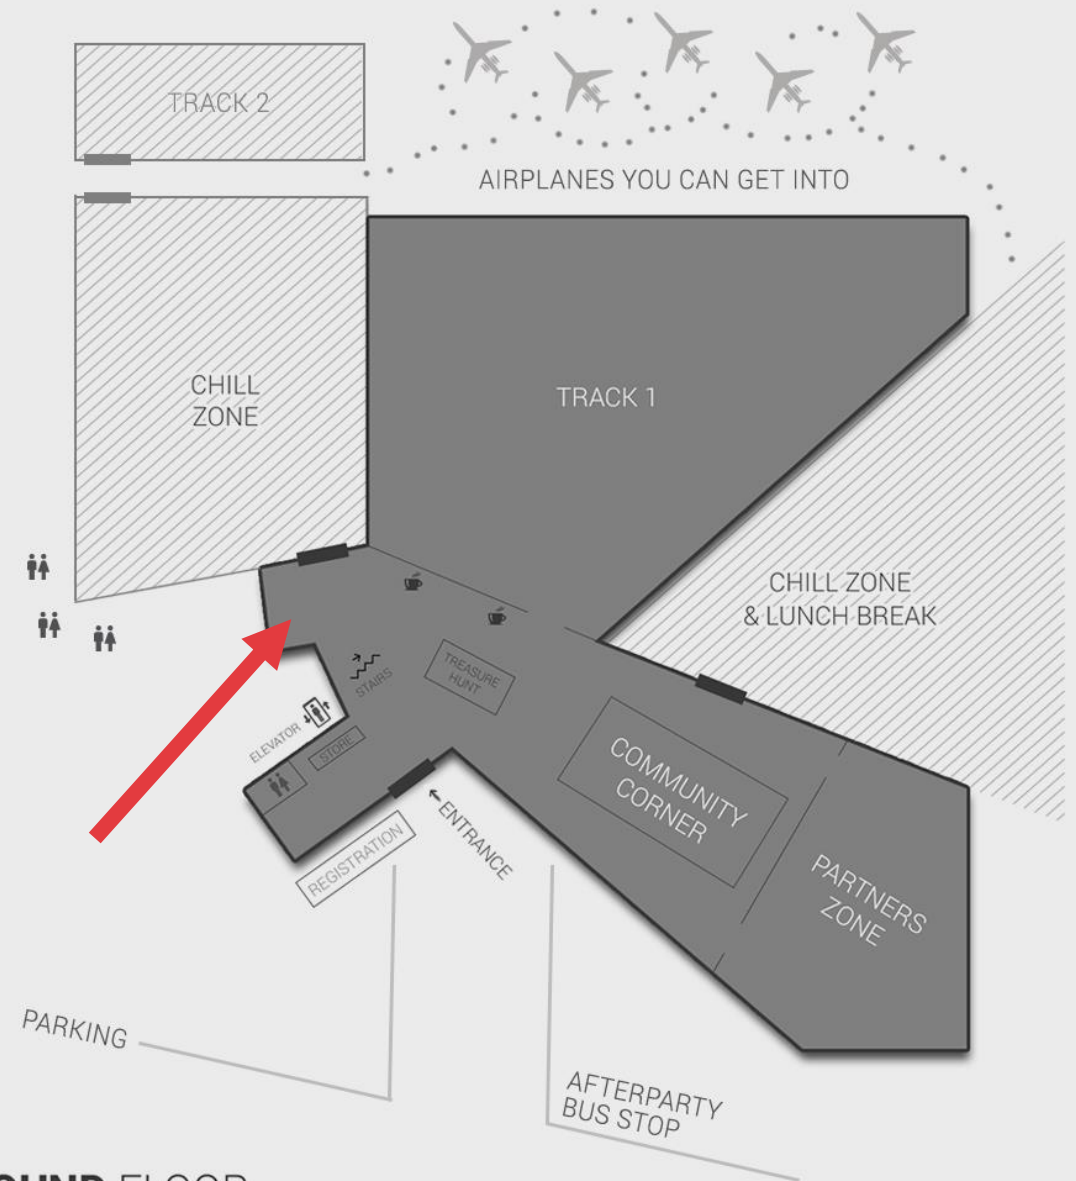 TRACK 2
AIRPLANES YOU CAN GET INTO
CHILL
ZONE
TRACK 1
CHILL ZONE
& LUNCH BREAK
STAIRS
TREASURE
HUNT
ELEVATOR
STORE
COMMUNITY
CORNER
ENTRANCE
REGISTRATION
PARTNERS
ZONE
PARKING
AFTERPARTY
BUS STOP